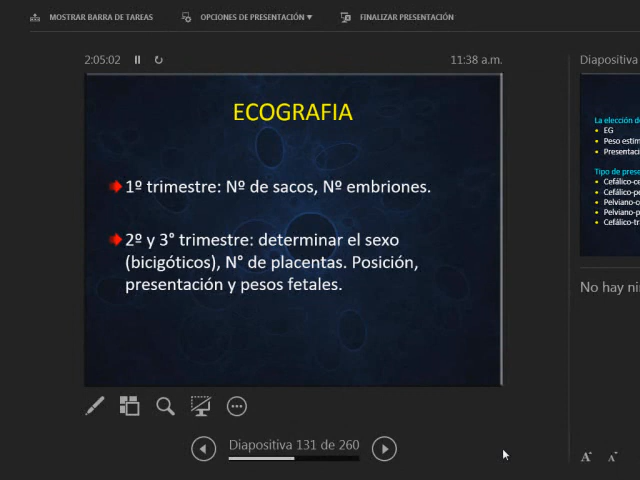 MOSTRAR BARRA DE TAREAS
OPCIONES DE PRESENTACIÓN ▼
FINALIZAR PRESENTACIÓN
2:05:02
11:38 a.m.
Diapositiva
ECOGRAFIA
1º trimestre: Nº de sacos, Nº embriones.
2º y 3° trimestre: determinar el sexo
(bicigóticos), N° de placentas. Posición,
presentación y pesos fetales.
La elección d
• EG
• Peso estim
• Presentaci
Tipo de prese
• Cefálico-ce
• Cefálico-pe
• Pelviano-c
• Pelviano-p
• Cefálico-tr
No hay ni
Diapositiva 131 de 260
A A